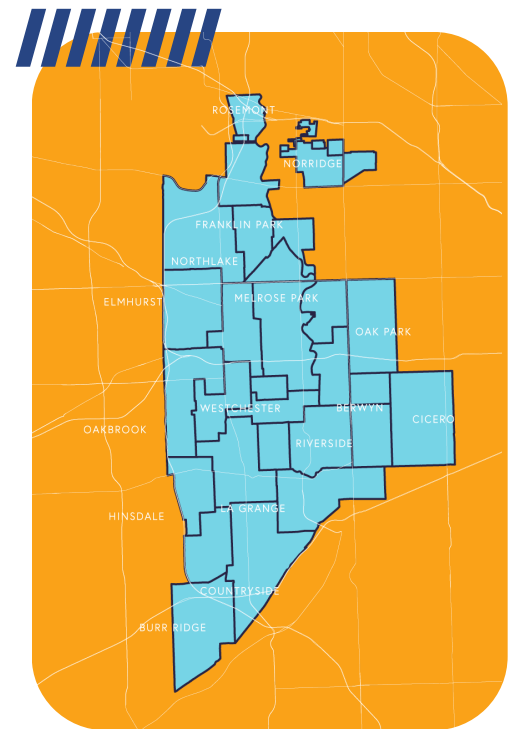 ROSEMONT
NORRIDGE
FRANKLIN PARK
NORTHLAKE
MELROSE PARK
ELMHURST
OAK PARK
WESTCHESTER
BERWYN
CICERO
OAKBROOK
RIVERSIDE
LA GRANGE
HINSDALE
COUNTRYSIDE
BURR RIDGE